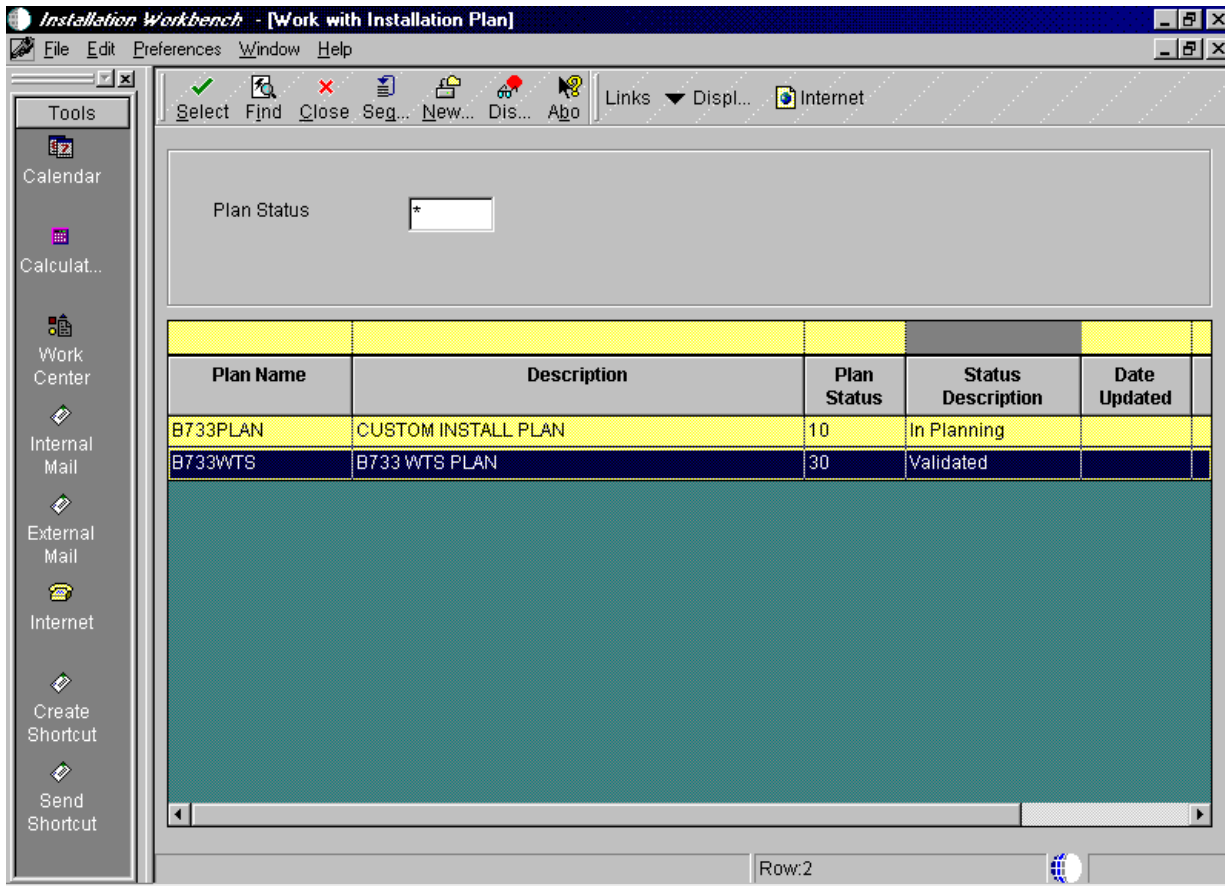 Installation Workbench - [Work with Installation Plan]
File Edit Preferences Window Help
Tools
Calendar
Calculat...
Work
Center
Internal
Mail
External
Mail
Internet
Create
Shortcut
Send
Shortcut
Select Find Close Seq... New... Dis... Abo Links Displ... Internet
Plan Status *
Plan Name Description Plan Status Status Description Date Updated
B733PLAN CUSTOM INSTALL PLAN 10 In Planning
B733WTS B733 WTS PLAN 30 Validated
Row:2